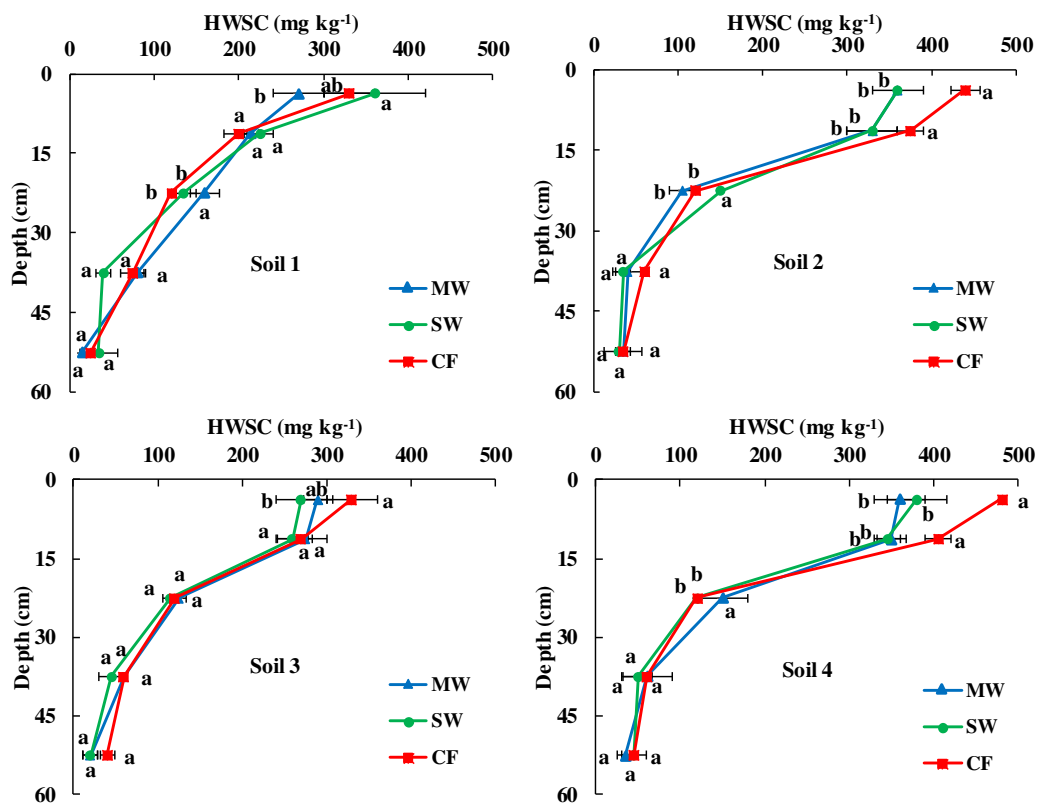 HWSC (mg kg⁻¹)
0 100 200 300 400 500
0
15
30
45
60
Depth (cm)
b ab a
a a a
b b a
a a a
a a a
Soil 1
MW
SW
CF
HWSC (mg kg⁻¹)
0 100 200 300 400 500
0
15
30
45
60
Depth (cm)
b b a
b b a
b b a
a a a
a a a
Soil 2
MW
SW
CF
HWSC (mg kg⁻¹)
0 100 200 300 400 500
0
15
30
45
60
Depth (cm)
b ab a
a a a
a a a
a a a
a a a
Soil 3
MW
SW
CF
HWSC (mg kg⁻¹)
0 100 200 300 400 500
0
15
30
45
60
Depth (cm)
b b a
b b a
b b a
a a a
a a a
Soil 4
MW
SW
CF